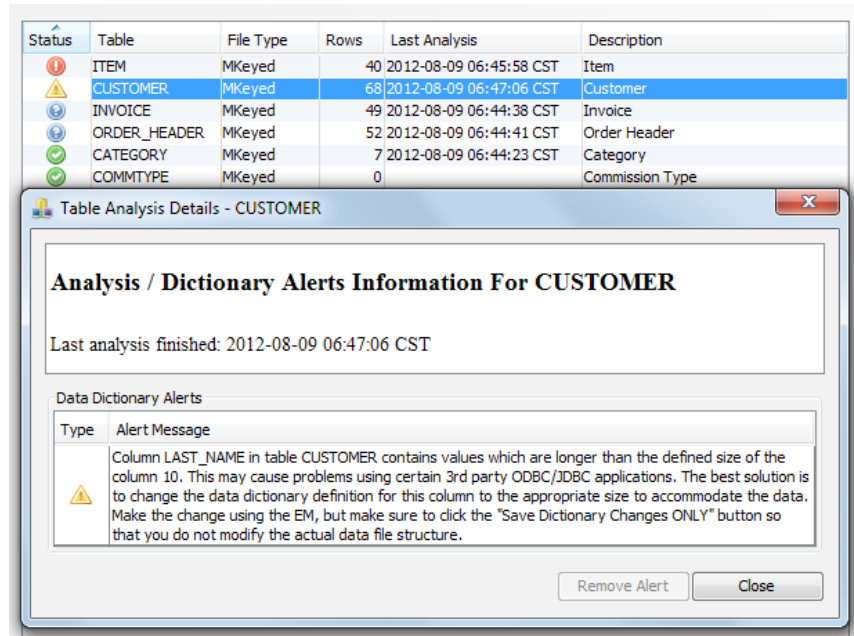 Status Table File Type Rows Last Analysis Description
ITEM MKeyed 40 2012-08-09 06:45:58 CST Item
CUSTOMER MKeyed 68 2012-08-09 06:47:06 CST Customer
INVOICE MKeyed 49 2012-08-09 06:44:38 CST Invoice
ORDER_HEADER MKeyed 52 2012-08-09 06:44:41 CST Order Header
CATEGORY MKeyed 7 2012-08-09 06:44:23 CST Category
COMMTYPE MKeyed 0 Commission Type
Table Analysis Details - CUSTOMER
Analysis / Dictionary Alerts Information For CUSTOMER
Last analysis finished: 2012-08-09 06:47:06 CST
Data Dictionary Alerts
Type Alert Message
Column LAST_NAME in table CUSTOMER contains values which are longer than the defined size of the
column 10. This may cause problems using certain 3rd party ODBC/JDBC applications. The best solution is
to change the data dictionary definition for this column to the appropriate size to accommodate the data.
Make the change using the EM, but make sure to click the "Save Dictionary Changes ONLY" button so
that you do not modify the actual data file structure.
Remove Alert Close